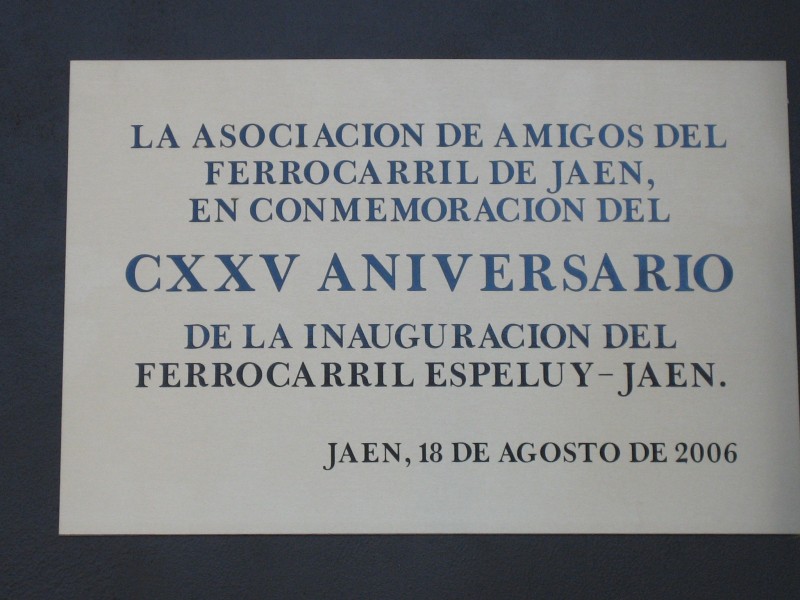 LA ASOCIACION DE AMIGOS DEL
FERROCARRIL DE JAEN,
EN CONMEMORACION DEL
CXXV ANIVERSARIO
DE LA INAUGURACION DEL
FERROCARRIL ESPELUY-JAEN.
JAEN, 18 DE AGOSTO DE 2006